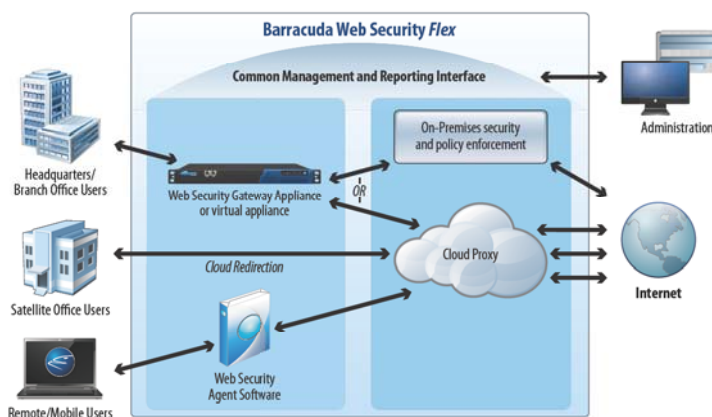 Barracuda Web Security Flex
Common Management and Reporting Interface
Administration
On-Premises security
and policy enforcement
Headquarters/
Branch Office Users
Web Security Gateway Appliance
or virtual appliance
OR
Cloud Proxy
Cloud Redirection
Internet
Satellite Office Users
Web Security
Agent Software
Remote/Mobile Users